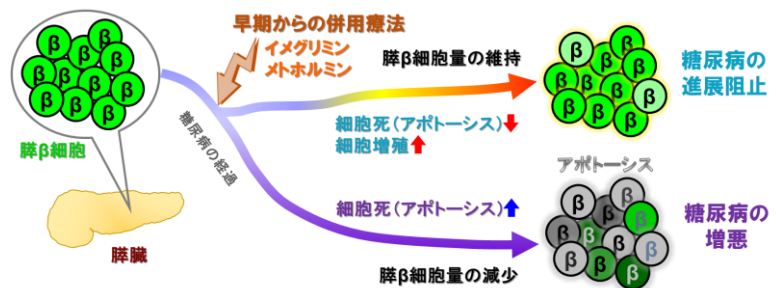 早期からの併用療法
イメグリミン
メトホルミン
β β β β β β β β β β β
膵β細胞
膵臓
糖尿病の経過
膵β細胞量の維持
細胞死(アポトーシス)
細胞増殖
β β β β β β β β β β β
糖尿病の
進展阻止
アポトーシス
細胞死(アポトーシス)
膵β細胞量の減少
β β β β β β β β β β β
糖尿病の
増悪